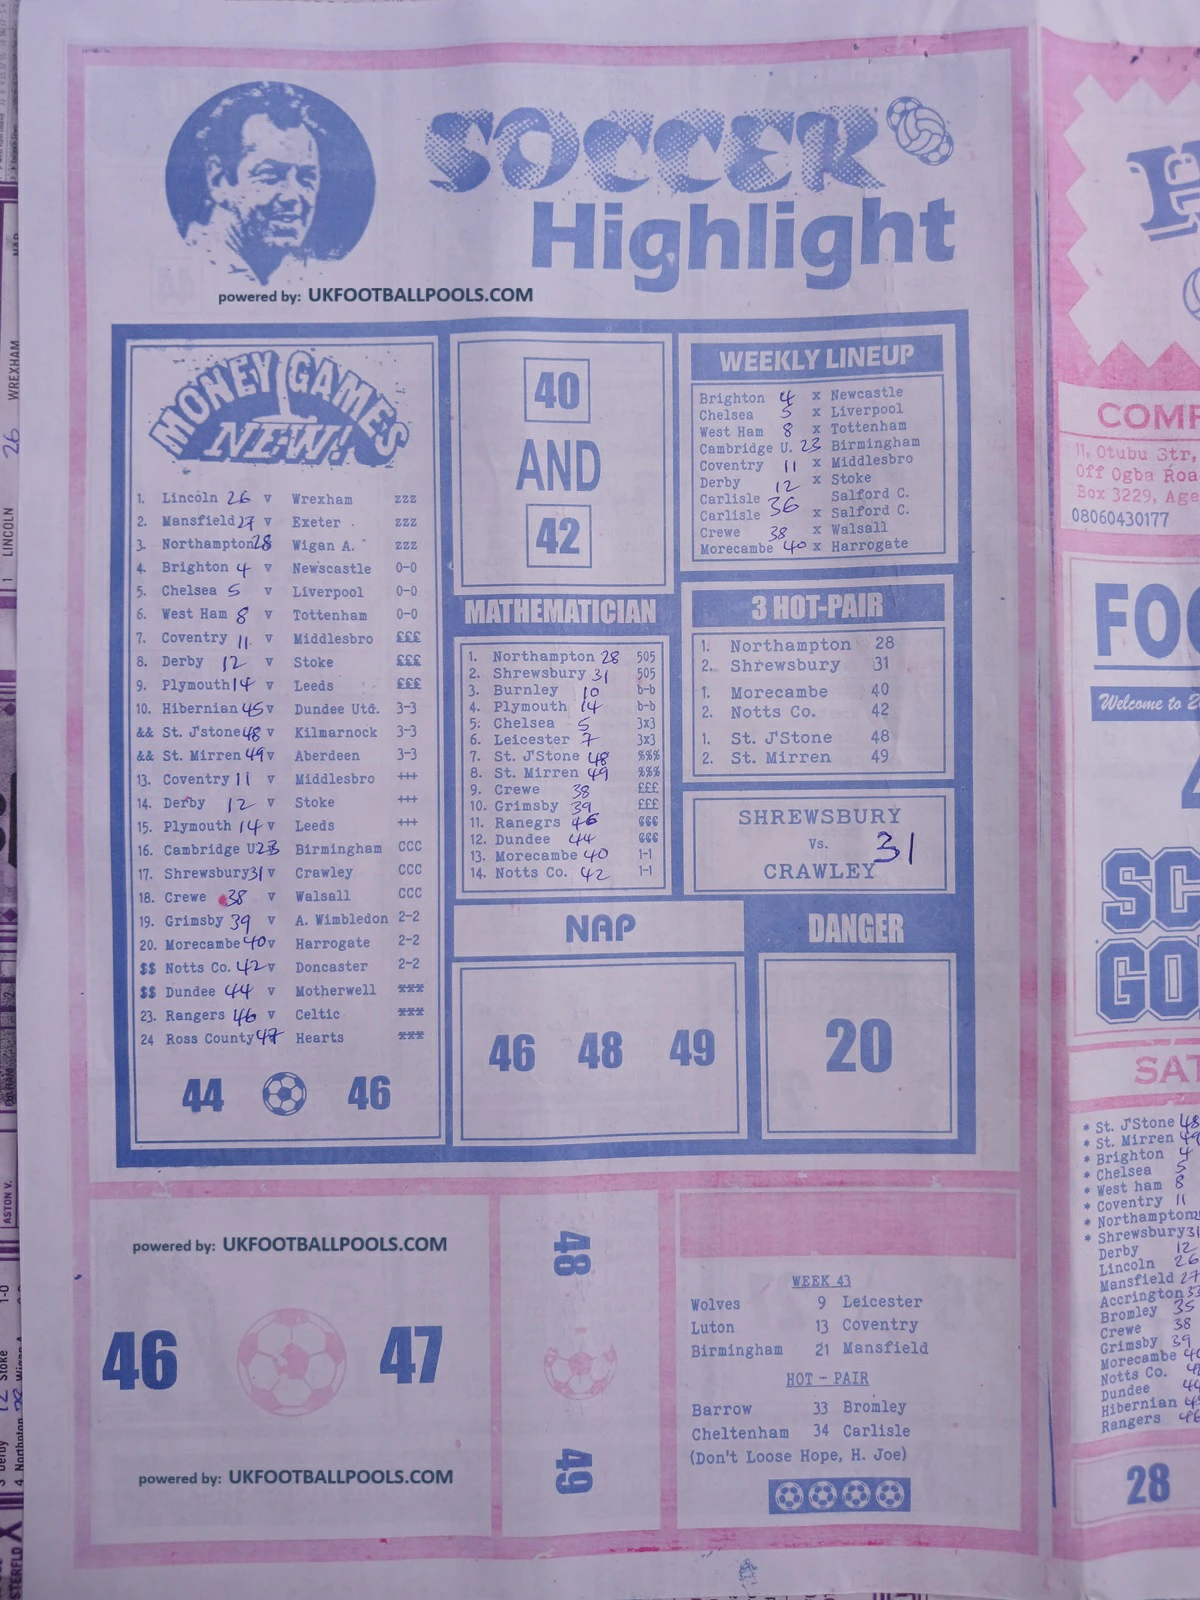 SOCCER
Highlight
powered by: UKFOOTBALLPOOLS.COM
MONEY GAMES
NEW!
1. Lincoln 26 v Wrexham zzz
2. Mansfield 27 v Exeter zzz
3. Northampton 28 Wigan A. zzz
4. Brighton 4 v Newscastle 0-0
5. Chelsea 5 v Liverpool 0-0
6. West Ham 8 v Tottenham 0-0
7. Coventry 11 v Middlesbro £££
8. Derby 12 v Stoke £££
9. Plymouth 14 v Leeds £££
10. Hibernian 45 v Dundee Utd. 3-3
&& St. J'stone 48 v Kilmarnock 3-3
&& St. Mirren 49 v Aberdeen 3-3
13. Coventry 11 v Middlesbro +++
14. Derby 12 v Stoke +++
15. Plymouth 14 v Leeds +++
16. Cambridge U 23 Birmingham CCC
17. Shrewsbury 31 v Crawley CCC
18. Crewe 38 v Walsall CCC
19. Grimsby 39 v A. Wimbledon 2-2
20. Morecambe 40 v Harrogate 2-2
$$ Notts Co. 42 v Doncaster 2-2
$$ Dundee 44 v Motherwell ***
23. Rangers 46 v Celtic ***
24 Ross County 47 Hearts ***
44 46
40
AND
42
MATHEMATICIAN
1. Northampton 28 505
2. Shrewsbury 31 505
3. Burnley 10 b-b
4. Plymouth 14 b-b
5. Chelsea 5 3x3
6. Leicester 7 3x3
7. St. J'Stone 48 %%%
8. St. Mirren 49 %%%
9. Crewe 38 £££
10. Grimsby 39 £££
11. Ranegrs 46 GGG
12. Dundee 44 GGG
13. Morecambe 40 1-1
14. Notts Co. 42 1-1
WEEKLY LINEUP
Brighton 4 x Newcastle
Chelsea 5 x Liverpool
West Ham 8 x Tottenham
Cambridge U. 23 Birmingham
Coventry 11 x Middlesbro
Derby 12 x Stoke
Carlisle Salford C.
Carlisle 36 x Salford C.
Crewe 38 x Walsall
Morecambe 40 x Harrogate
3 HOT-PAIR
1. Northampton 28
2. Shrewsbury 31
1. Morecambe 40
2. Notts Co. 42
1. St. J'Stone 48
2. St. Mirren 49
SHREWSBURY
Vs. 31
CRAWLEY
NAP
46 48 49
DANGER
20
powered by: UKFOOTBALLPOOLS.COM
46 47
powered by: UKFOOTBALLPOOLS.COM
48
49
WEEK 43
Wolves 9 Leicester
Luton 13 Coventry
Birmingham 21 Mansfield
HOT - PAIR
Barrow 33 Bromley
Cheltenham 34 Carlisle
(Don't Loose Hope, H. Joe)
11, Otubu Str,
Off Ogba Roa
Box 3229, Age
08060430177
Welcome to
* St. J'Stone 48
* St. Mirren 49
* Brighton 4
* Chelsea 5
* West ham 8
* Coventry 11
* Northampton
* Shrewsbury 31
Derby 12
Lincoln 26
Mansfield 27
Accrington
Bromley 35
Crewe 38
Grimsby 39
Morecambe
Notts Co.
Dundee
Hibernian
Rangers 46
28
WREXHAM
26
1 LINCOLN
ASTON V.